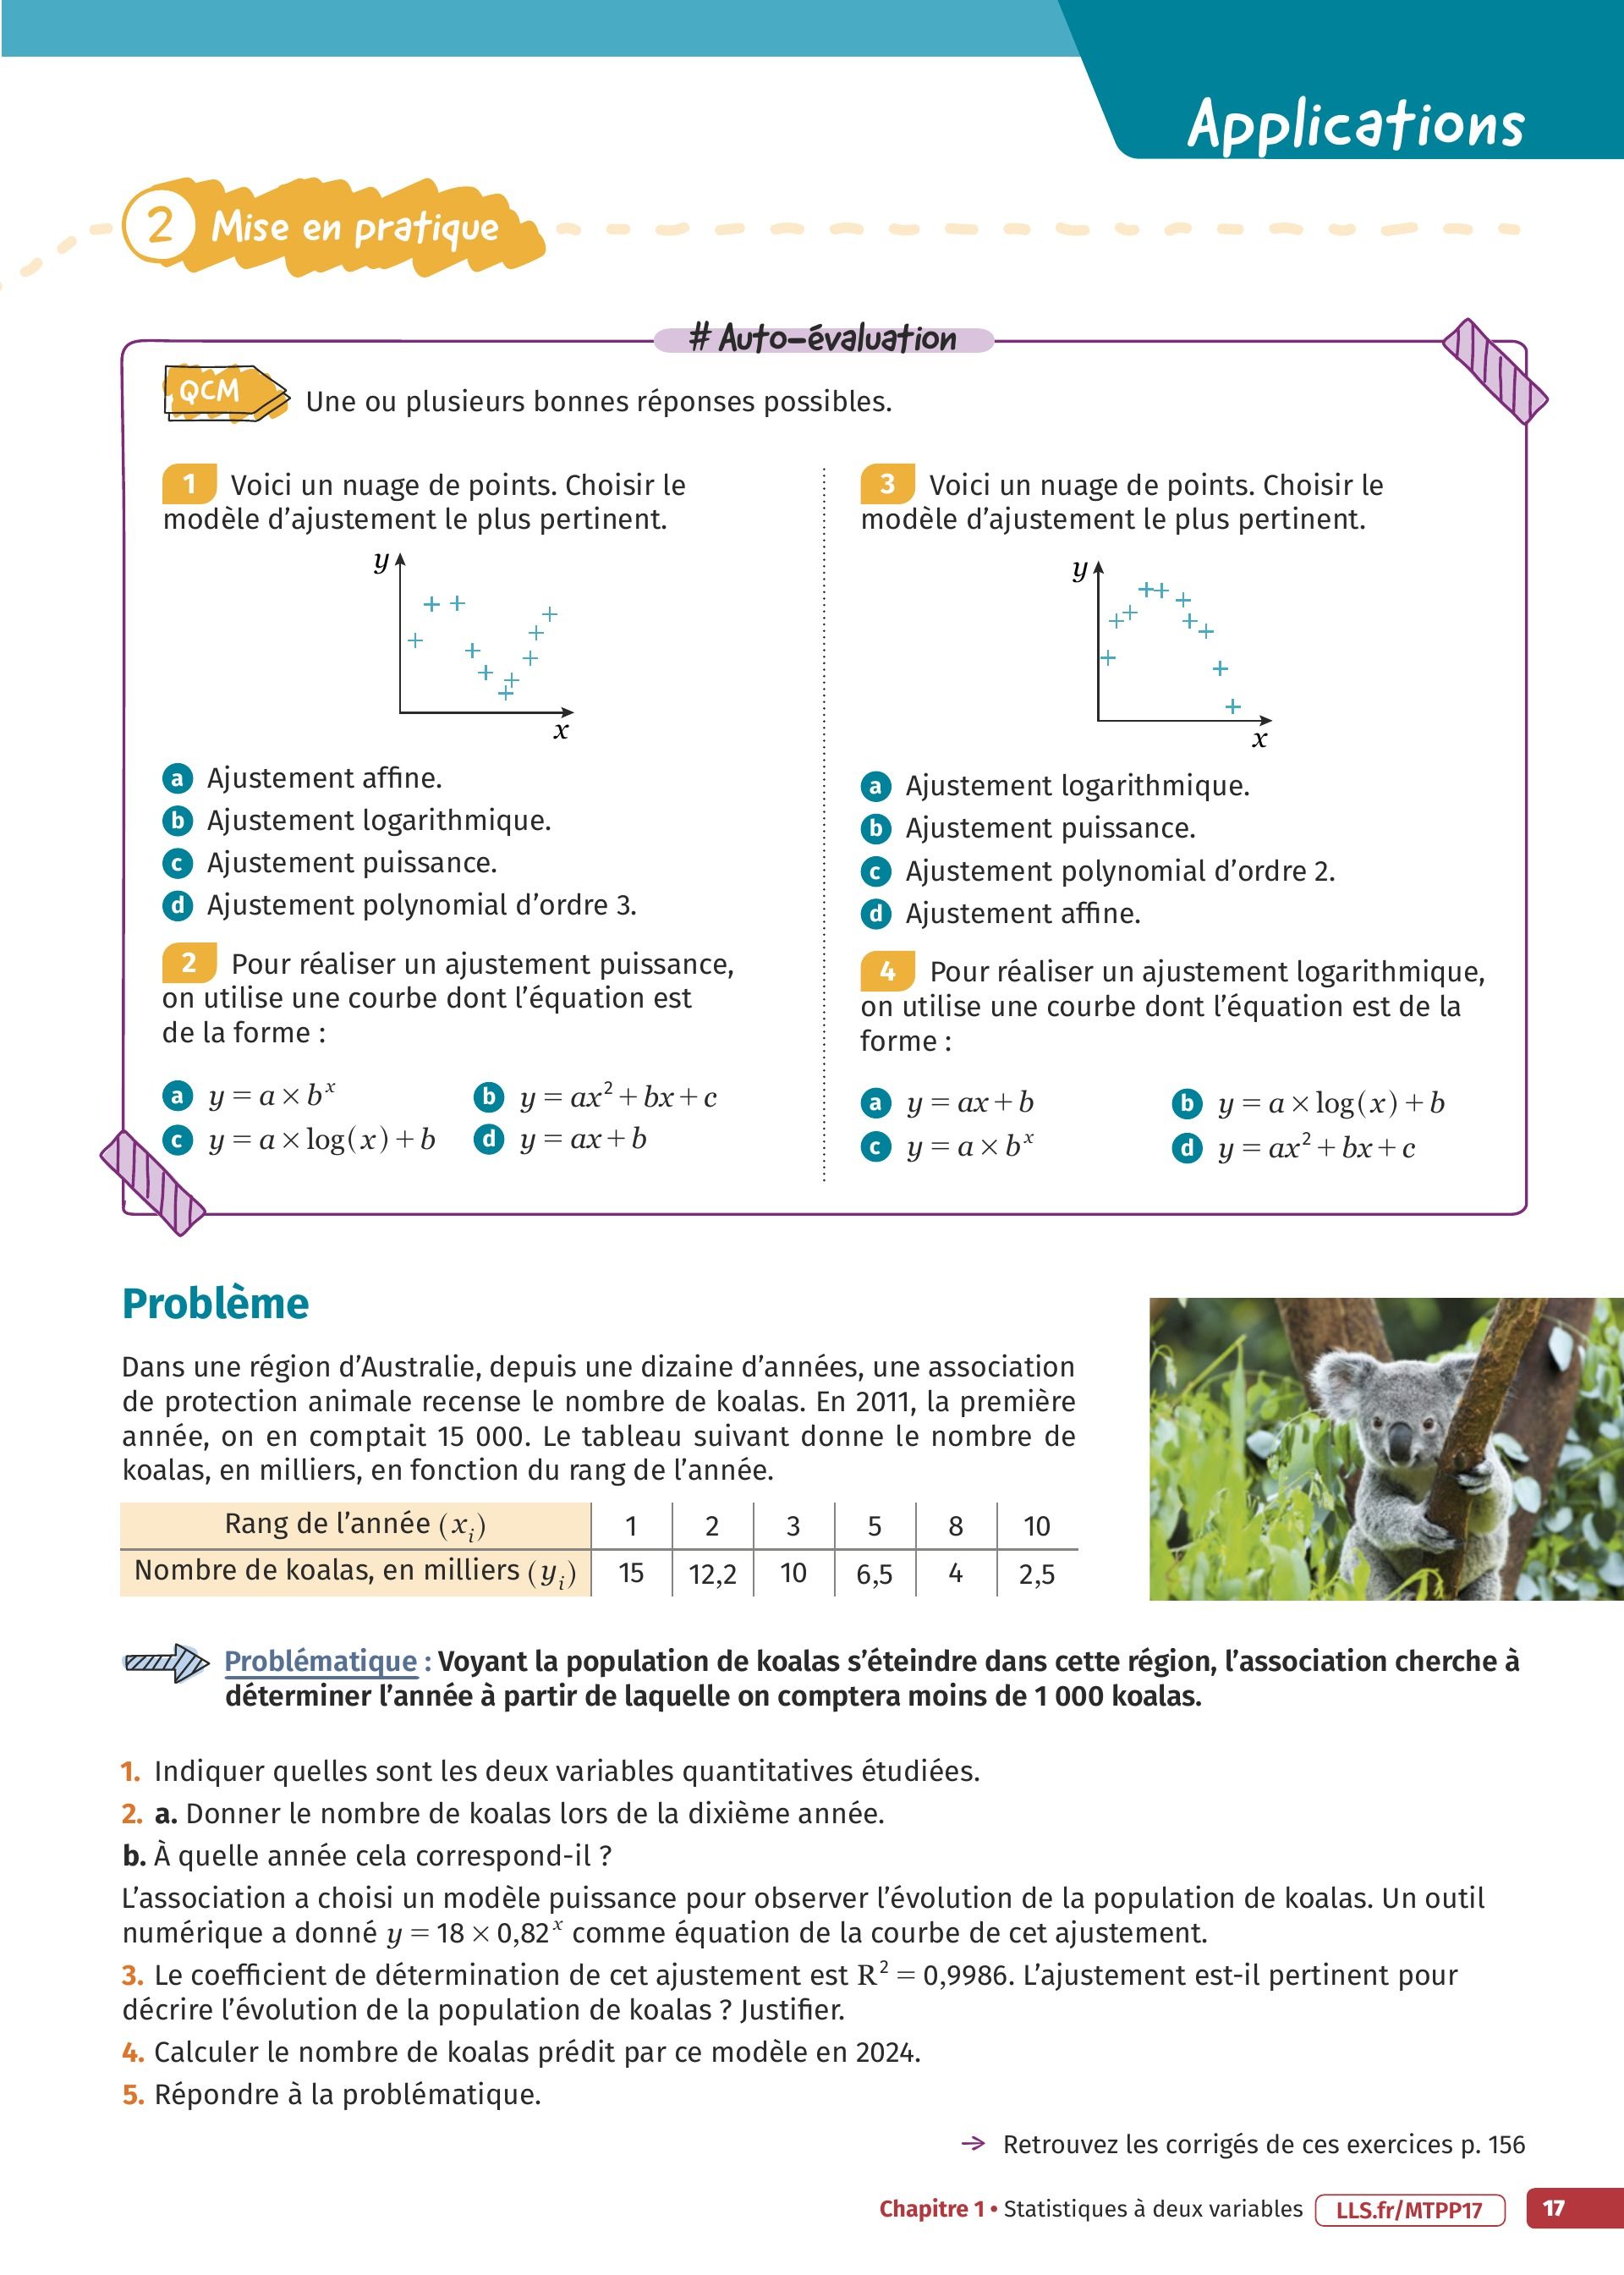 Applications
2 Mise en pratique
# Auto-évaluation
QCM Une ou plusieurs bonnes réponses possibles.
1 Voici un nuage de points. Choisir le
modèle d'ajustement le plus pertinent.
y
x
a Ajustement affine.
b Ajustement logarithmique.
c Ajustement puissance.
d Ajustement polynomial d'ordre 3.
2 Pour réaliser un ajustement puissance,
on utilise une courbe dont l'équation est
de la forme :
a y = a × bˣ b y = ax² + bx + c
c y = a × log(x) + b d y = ax + b
3 Voici un nuage de points. Choisir le
modèle d'ajustement le plus pertinent.
y
x
a Ajustement logarithmique.
b Ajustement puissance.
c Ajustement polynomial d'ordre 2.
d Ajustement affine.
4 Pour réaliser un ajustement logarithmique,
on utilise une courbe dont l'équation est de la
forme :
a y = ax + b b y = a × log(x) + b
c y = a × bˣ d y = ax² + bx + c
Problème
Dans une région d'Australie, depuis une dizaine d'années, une association
de protection animale recense le nombre de koalas. En 2011, la première
année, on en comptait 15 000. Le tableau suivant donne le nombre de
koalas, en milliers, en fonction du rang de l'année.
Rang de l'année (xᵢ) 1 2 3 5 8 10
Nombre de koalas, en milliers (yᵢ) 15 12,2 10 6,5 4 2,5
Problématique : Voyant la population de koalas s'éteindre dans cette région, l'association cherche à
déterminer l'année à partir de laquelle on comptera moins de 1 000 koalas.
1. Indiquer quelles sont les deux variables quantitatives étudiées.
2. a. Donner le nombre de koalas lors de la dixième année.
b. À quelle année cela correspond-il ?
L'association a choisi un modèle puissance pour observer l'évolution de la population de koalas. Un outil
numérique a donné y = 18 × 0,82ˣ comme équation de la courbe de cet ajustement.
3. Le coefficient de détermination de cet ajustement est R² = 0,9986. L'ajustement est-il pertinent pour
décrire l'évolution de la population de koalas ? Justifier.
4. Calculer le nombre de koalas prédit par ce modèle en 2024.
5. Répondre à la problématique.
→ Retrouvez les corrigés de ces exercices p. 156
Chapitre 1 • Statistiques à deux variables LLS.fr/MTPP17 17